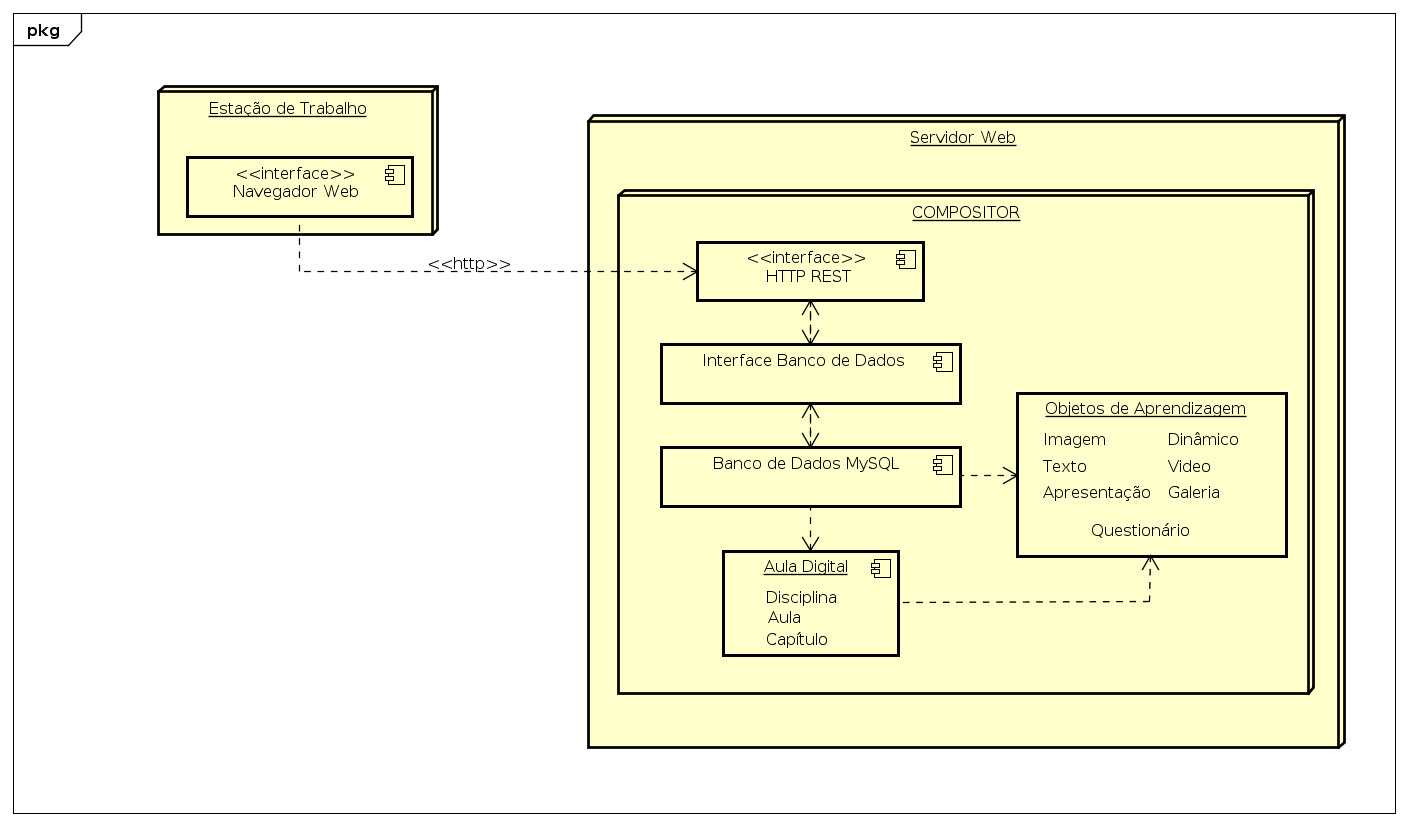 pkg
Estação de Trabalho
<<interface>>
Navegador Web
<<http>>
Servidor Web
COMPOSITOR
<<interface>>
HTTP REST
Interface Banco de Dados
Banco de Dados MySQL
Objetos de Aprendizagem
Imagem Dinâmico
Texto Video
Apresentação Galeria
Questionário
Aula Digital
Disciplina
Aula
Capítulo